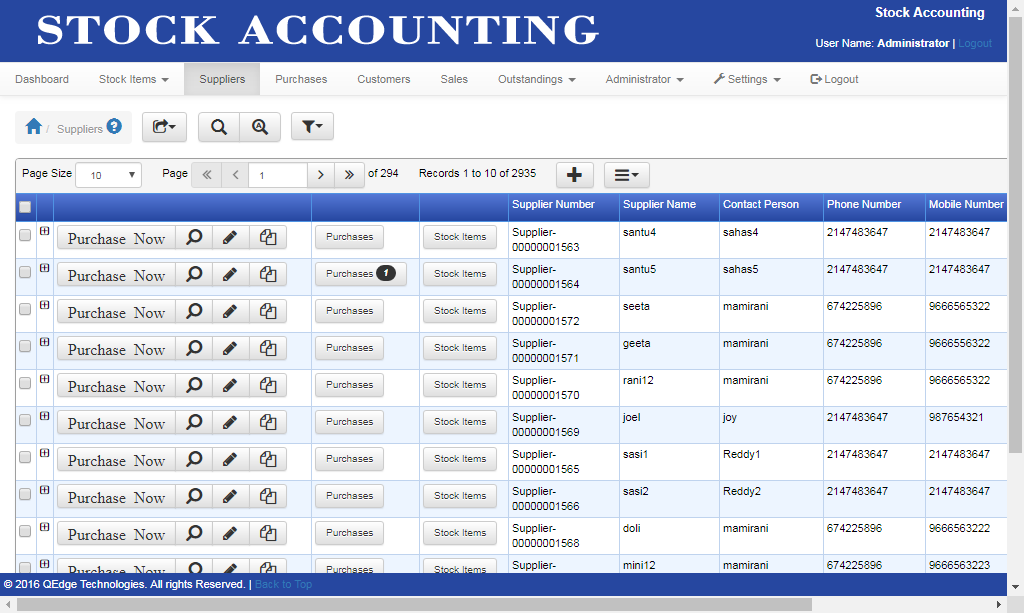 STOCK ACCOUNTING
Stock Accounting
User Name: Administrator | Logout
Dashboard Stock Items Suppliers Purchases Customers Sales Outstandings Administrator Settings Logout
/ Suppliers
Page Size 10 Page 1 of 294 Records 1 to 10 of 2935
Supplier Number Supplier Name Contact Person Phone Number Mobile Number
Purchase Now Purchases Stock Items Supplier- santu4 sahas4 2147483647 2147483647
00000001563
Purchase Now Purchases 1 Stock Items Supplier- santu5 sahas5 2147483647 2147483647
00000001564
Purchase Now Purchases Stock Items Supplier- seeta mamirani 674225896 9666565322
00000001572
Purchase Now Purchases Stock Items Supplier- geeta mamirani 674225896 9666556322
00000001571
Purchase Now Purchases Stock Items Supplier- rani12 mamirani 674225896 9666565322
00000001570
Purchase Now Purchases Stock Items Supplier- joel joy 2147483647 987654321
00000001569
Purchase Now Purchases Stock Items Supplier- sasi1 Reddy1 2147483647 2147483647
00000001565
Purchase Now Purchases Stock Items Supplier- sasi2 Reddy2 2147483647 2147483647
00000001566
Purchase Now Purchases Stock Items Supplier- doli mamirani 674225896 9666563222
00000001568
Purchase Now Purchases Stock Items Supplier- mini12 mamirani 674225896 9666563223
© 2016 QEdge Technologies. All rights Reserved. | Back to Top